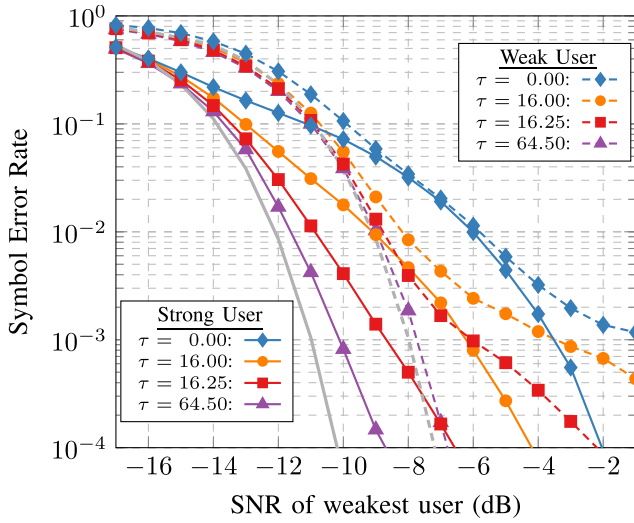 10^0
10^{-1}
10^{-2}
10^{-3}
10^{-4}
Symbol Error Rate
Weak User
τ = 0.00:
τ = 16.00:
τ = 16.25:
τ = 64.50:
Strong User
τ = 0.00:
τ = 16.00:
τ = 16.25:
τ = 64.50:
−16 −14 −12 −10 −8 −6 −4 −2
SNR of weakest user (dB)